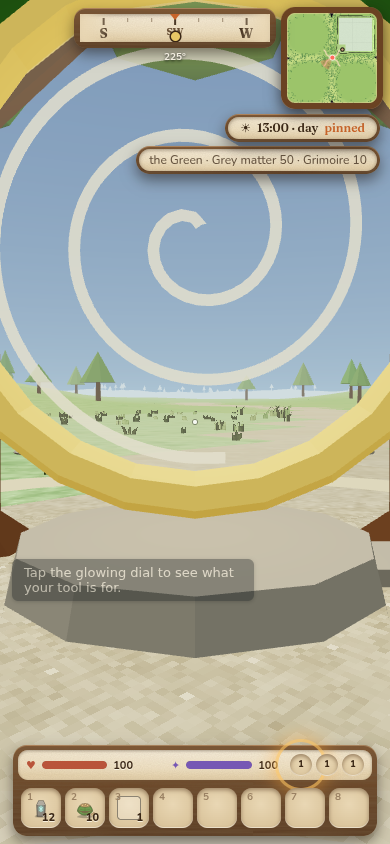 S SW W
225°
13:00 · day pinned
the Green · Grey matter 50 · Grimoire 10
Tap the glowing dial to see what
your tool is for.
100 100 1 1 1
1 2 3 4 5 6 7 8
12 10 1